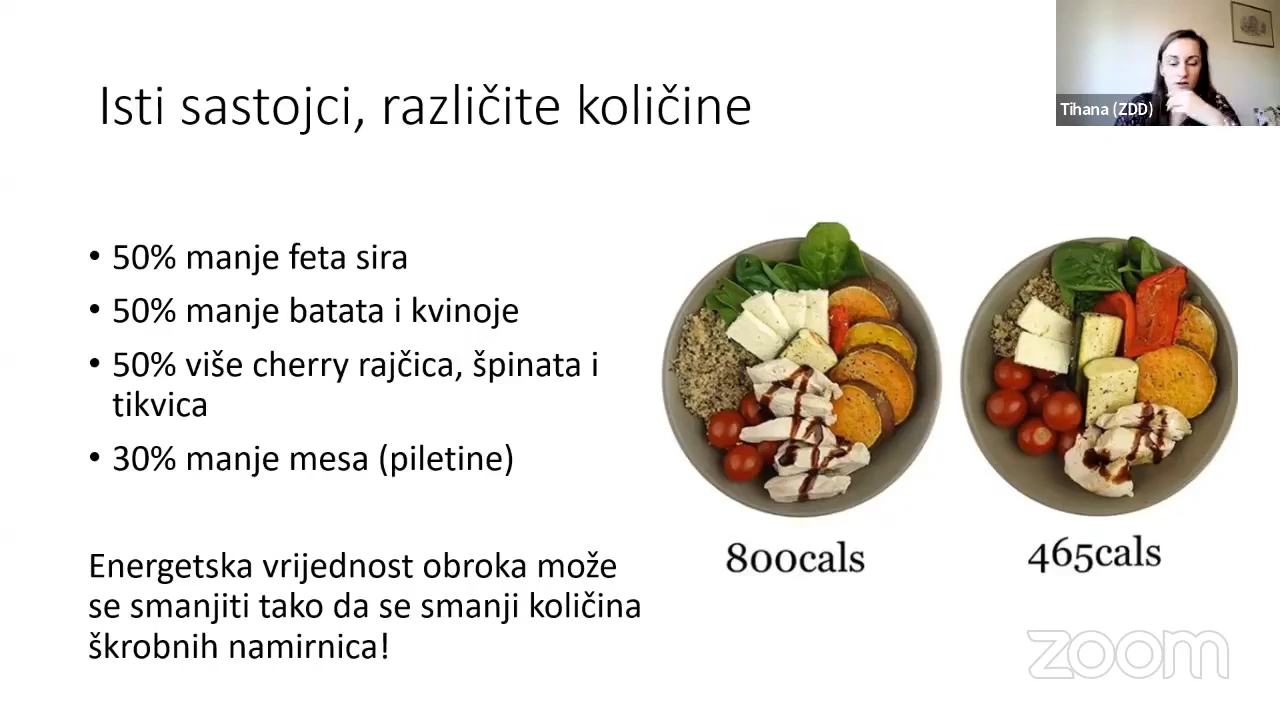 Isti sastojci, različite količine
Tihana (ZDD)
• 50% manje feta sira
• 50% manje batata i kvinoje
• 50% više cherry rajčica, špinata i
tikvica
• 30% manje mesa (piletine)
Energetska vrijednost obroka može
se smanjiti tako da se smanji količina
škrobnih namirnica!
800cals
465cals
zoom